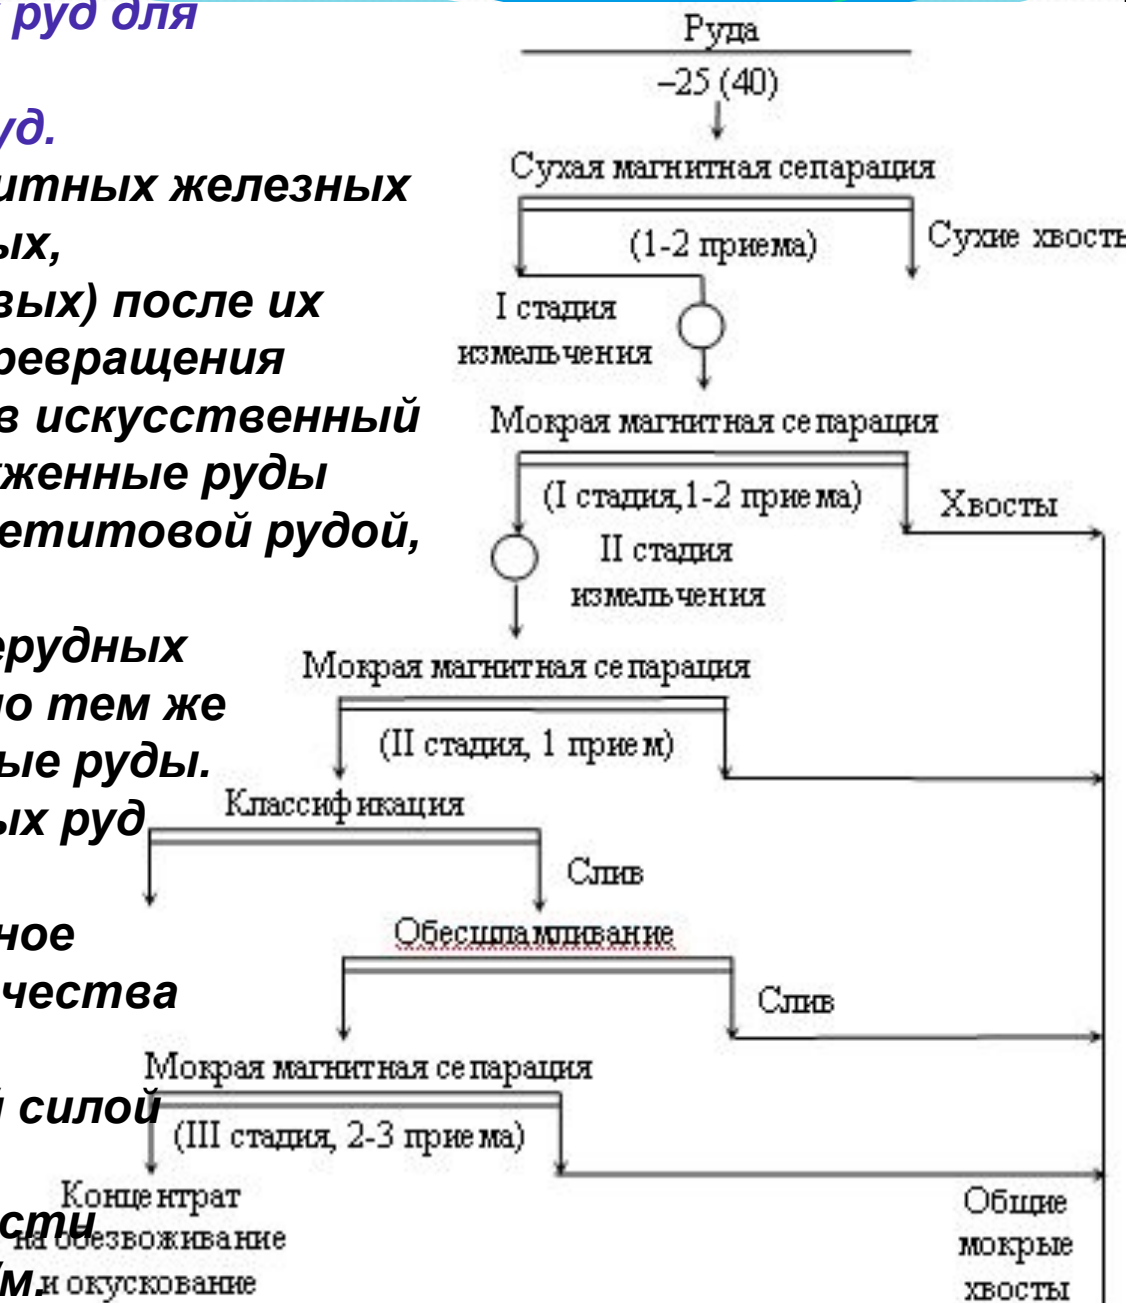 руд для
уд.
итных железных
ых,
вых) после их
ревращения
в искусственный
женные руды
етитовой рудой,
ерудных
о тем же
ые руды.
ых руд
ное
чества
й силой
сти
/м.
Руда
–25 (40)
Сухая магнитная сепарация
(1-2 приема)
Сухие хвосты
I стадия
измельчения
Мокрая магнитная сепарация
(I стадия,1-2 приема)
Хвосты
II стадия
измельчения
Мокрая магнитная сепарация
(II стадия, 1 прием)
Классификация
Слив
Обесшламливание
Слив
Мокрая магнитная сепарация
(III стадия, 2-3 приема)
Концентрат
на обезвоживание
и окускование
Общие
мокрые
хвосты